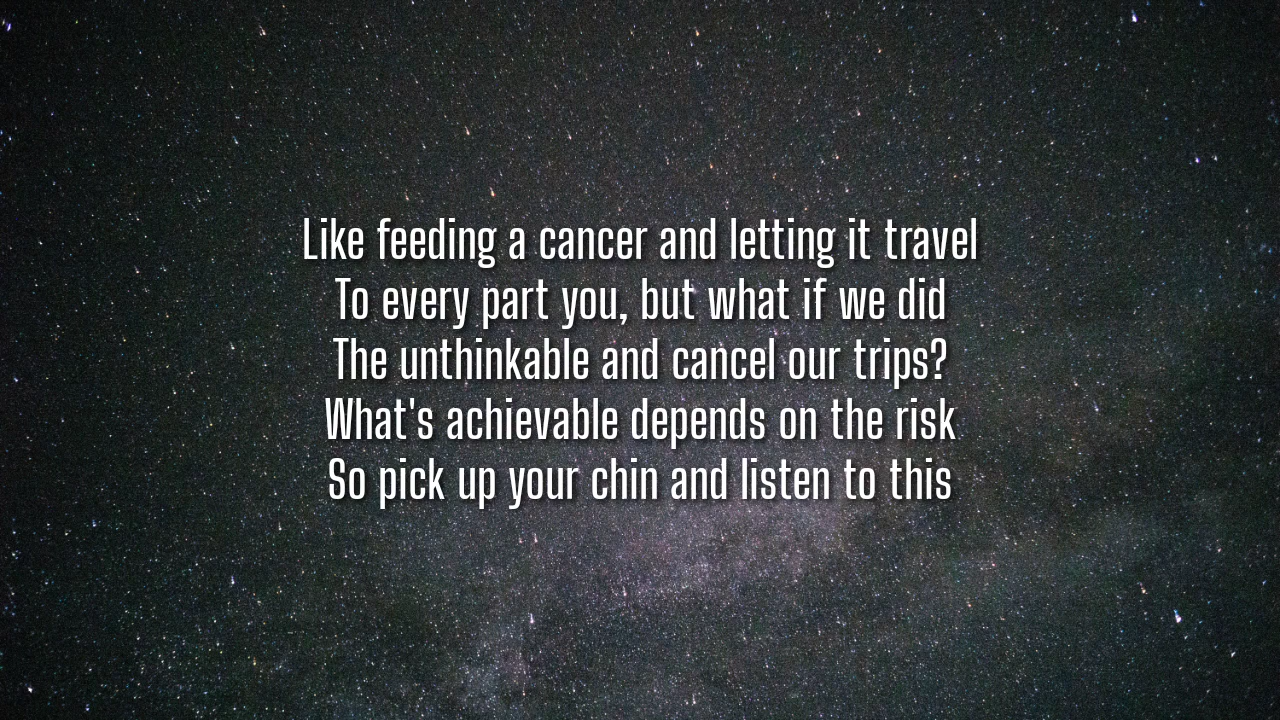 Like feeding a cancer and letting it travel
To every part you, but what if we did
The unthinkable and cancel our trips?
What's achievable depends on the risk
So pick up your chin and listen to this